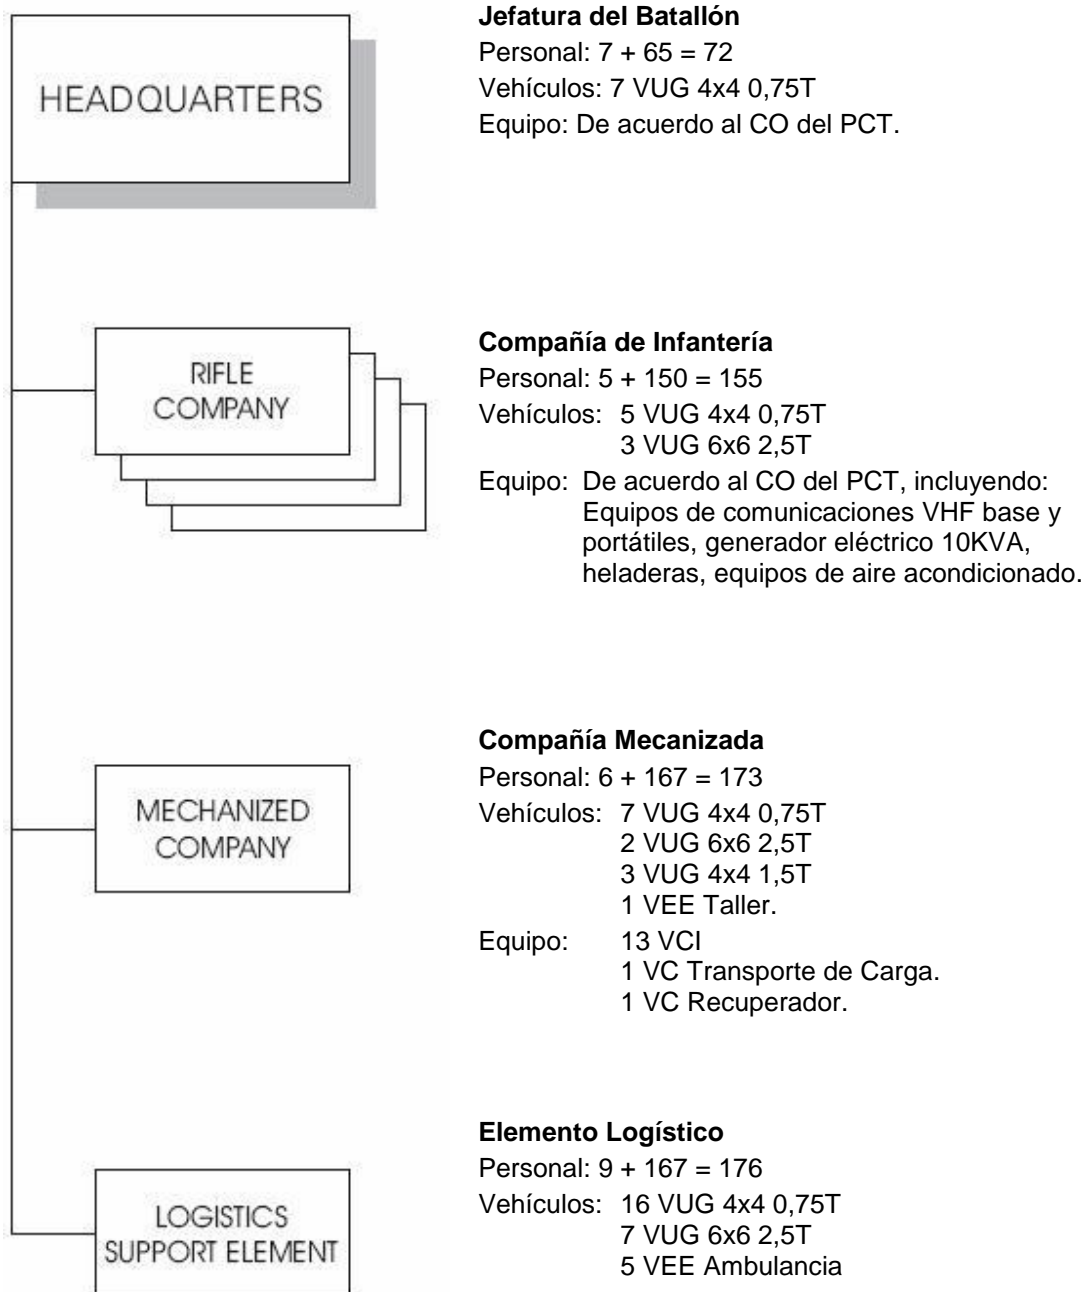 HEADQUARTERS
Jefatura del Batallón
Personal: 7 + 65 = 72
Vehículos: 7 VUG 4x4 0,75T
Equipo: De acuerdo al CO del PCT.
RIFLE
COMPANY
Compañía de Infantería
Personal: 5 + 150 = 155
Vehículos: 5 VUG 4x4 0,75T
3 VUG 6x6 2,5T
Equipo: De acuerdo al CO del PCT, incluyendo:
Equipos de comunicaciones VHF base y
portátiles, generador eléctrico 10KVA,
heladeras, equipos de aire acondicionado.
MECHANIZED
COMPANY
Compañía Mecanizada
Personal: 6 + 167 = 173
Vehículos: 7 VUG 4x4 0,75T
2 VUG 6x6 2,5T
3 VUG 4x4 1,5T
1 VEE Taller.
Equipo: 13 VCI
1 VC Transporte de Carga.
1 VC Recuperador.
LOGISTICS
SUPPORT ELEMENT
Elemento Logístico
Personal: 9 + 167 = 176
Vehículos: 16 VUG 4x4 0,75T
7 VUG 6x6 2,5T
5 VEE Ambulancia